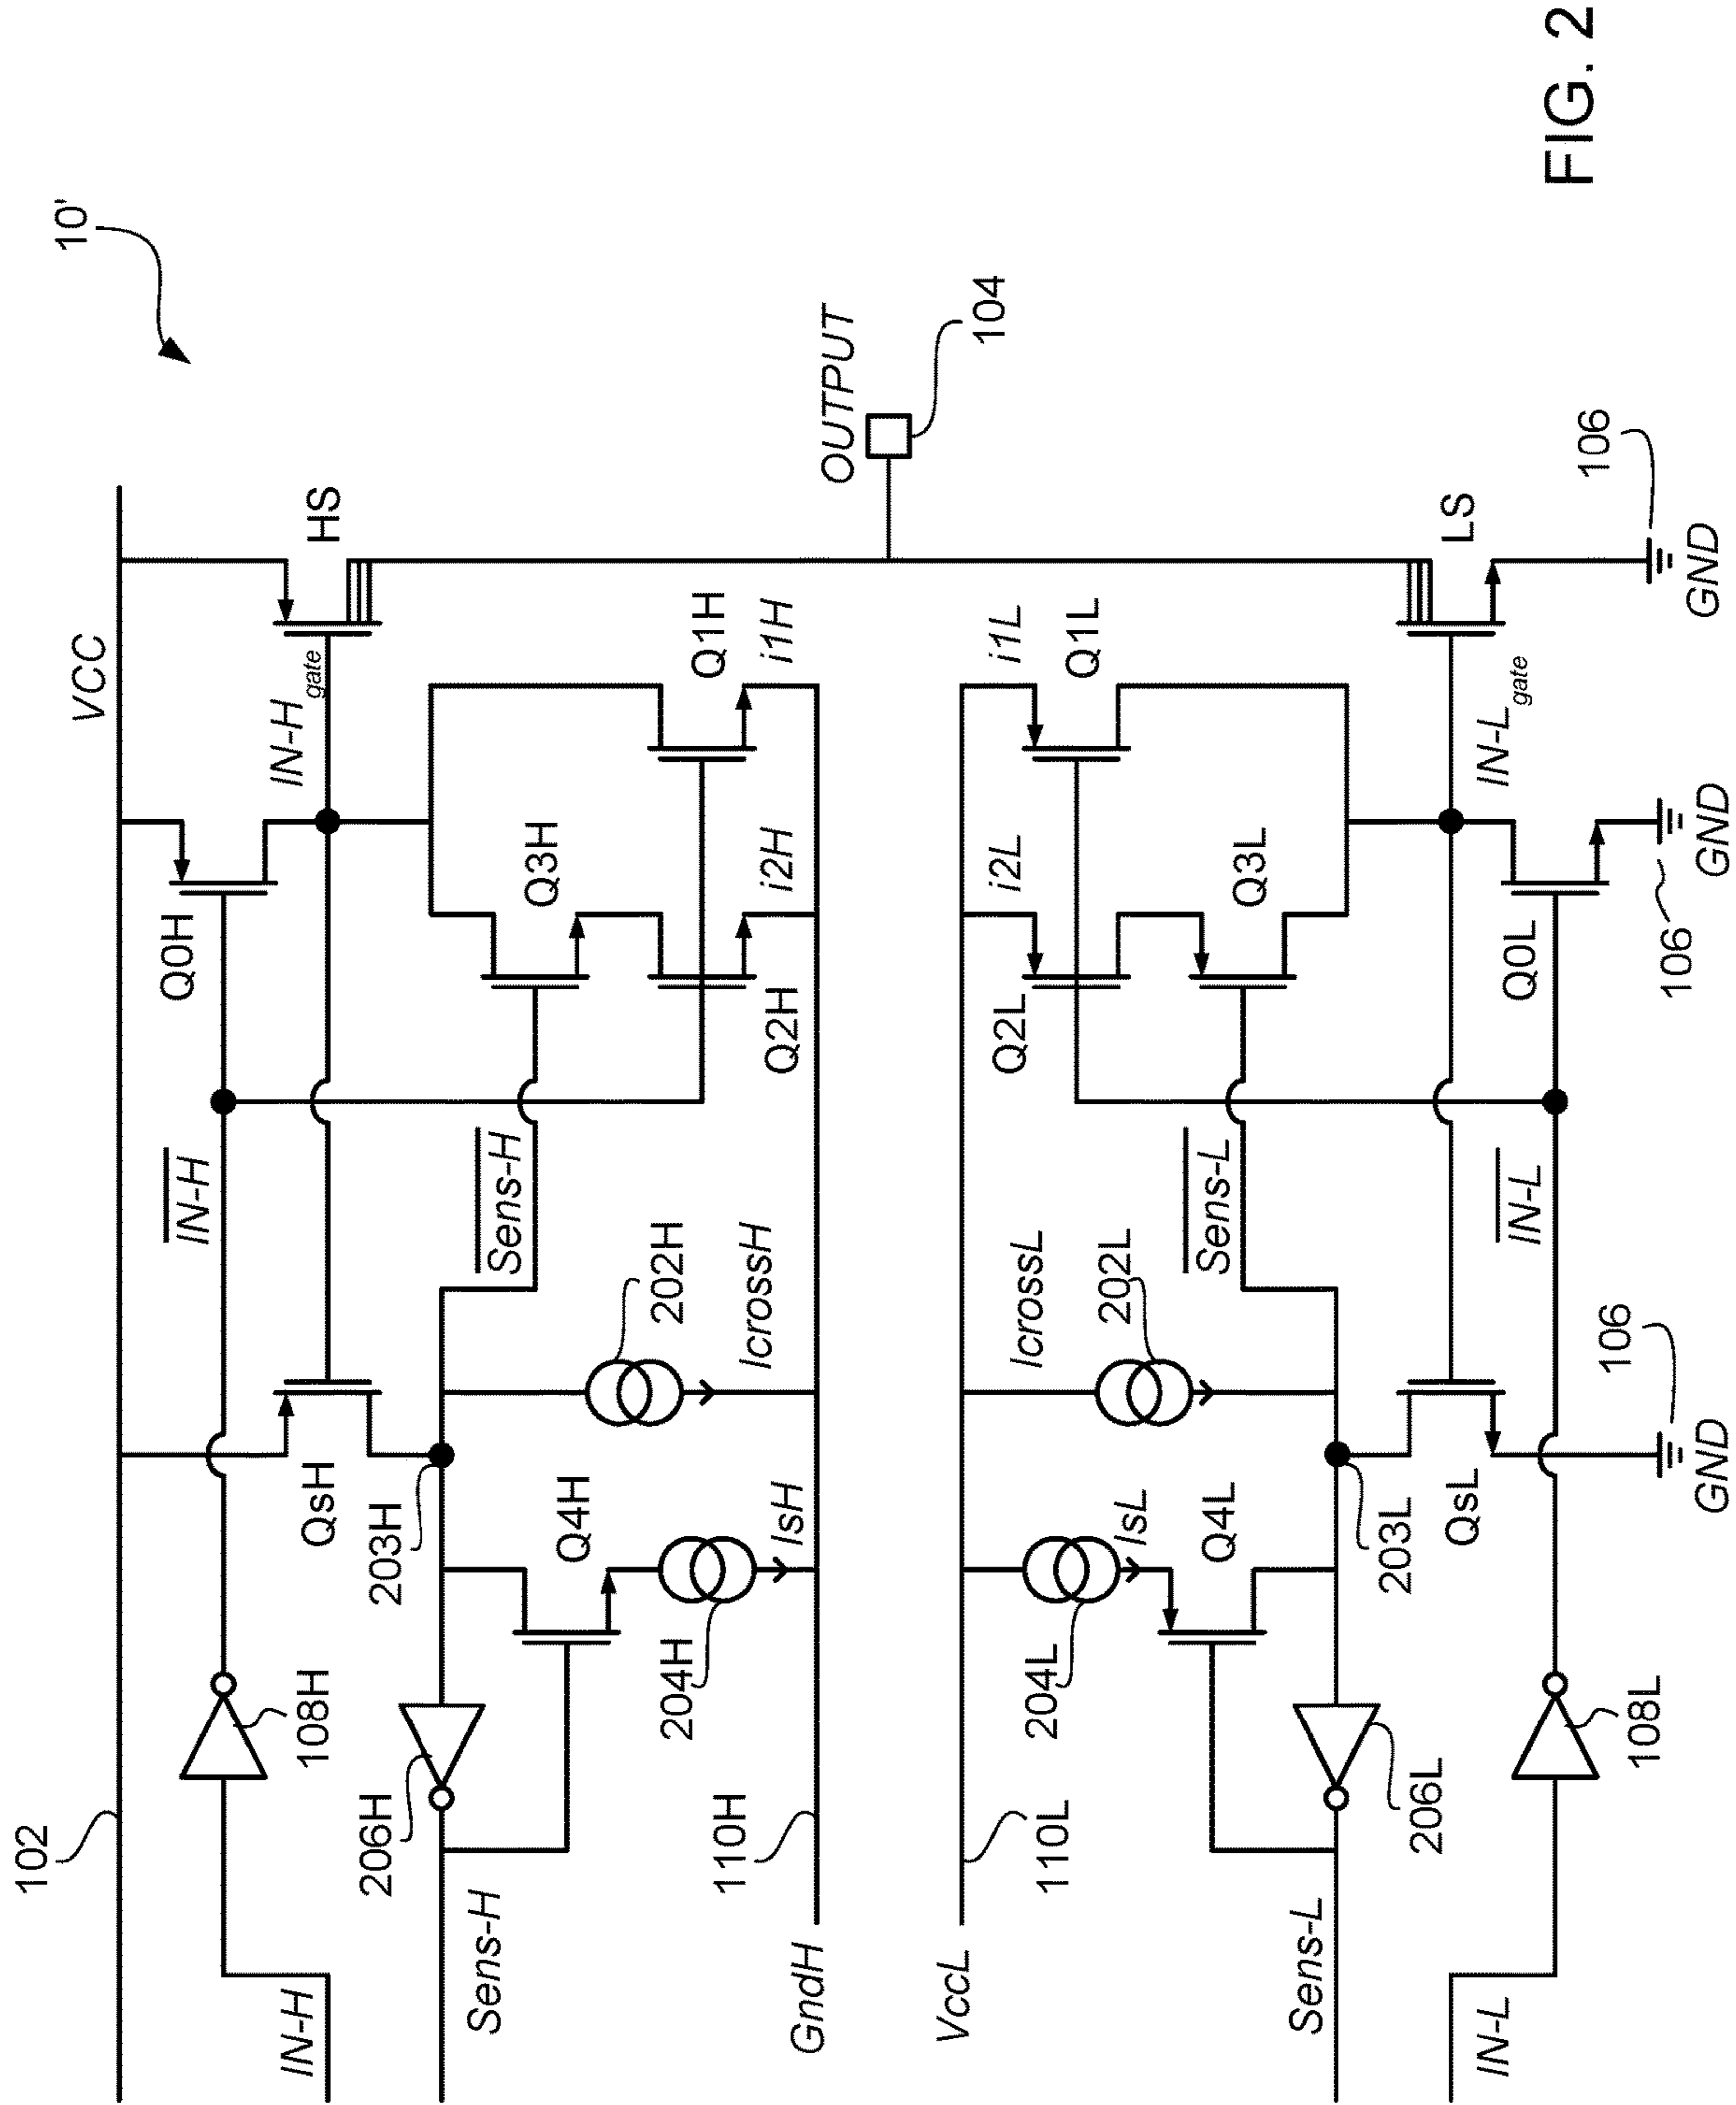 10'
102
VCC
HS
Q0H
IN-H gate
IN-H
QsH
108H
IN-H
Q3H
Q1H
Sens-H
203H
Q4H
202H
206H
Sens-H
204H
IsH
IcrossH
Q2H
i2H
i1H
110H
GndH
OUTPUT
104
VccL
110L
IsL
IcrossL
i2L
i1L
204L
202L
Q2L
Q1L
Q4L
Q3L
Sens-L
Sens-L
206L
203L
QsL
IN-L gate
LS
IN-L
108L
IN-L
Q0L
106
GND
106
GND
106
GND
FIG. 2